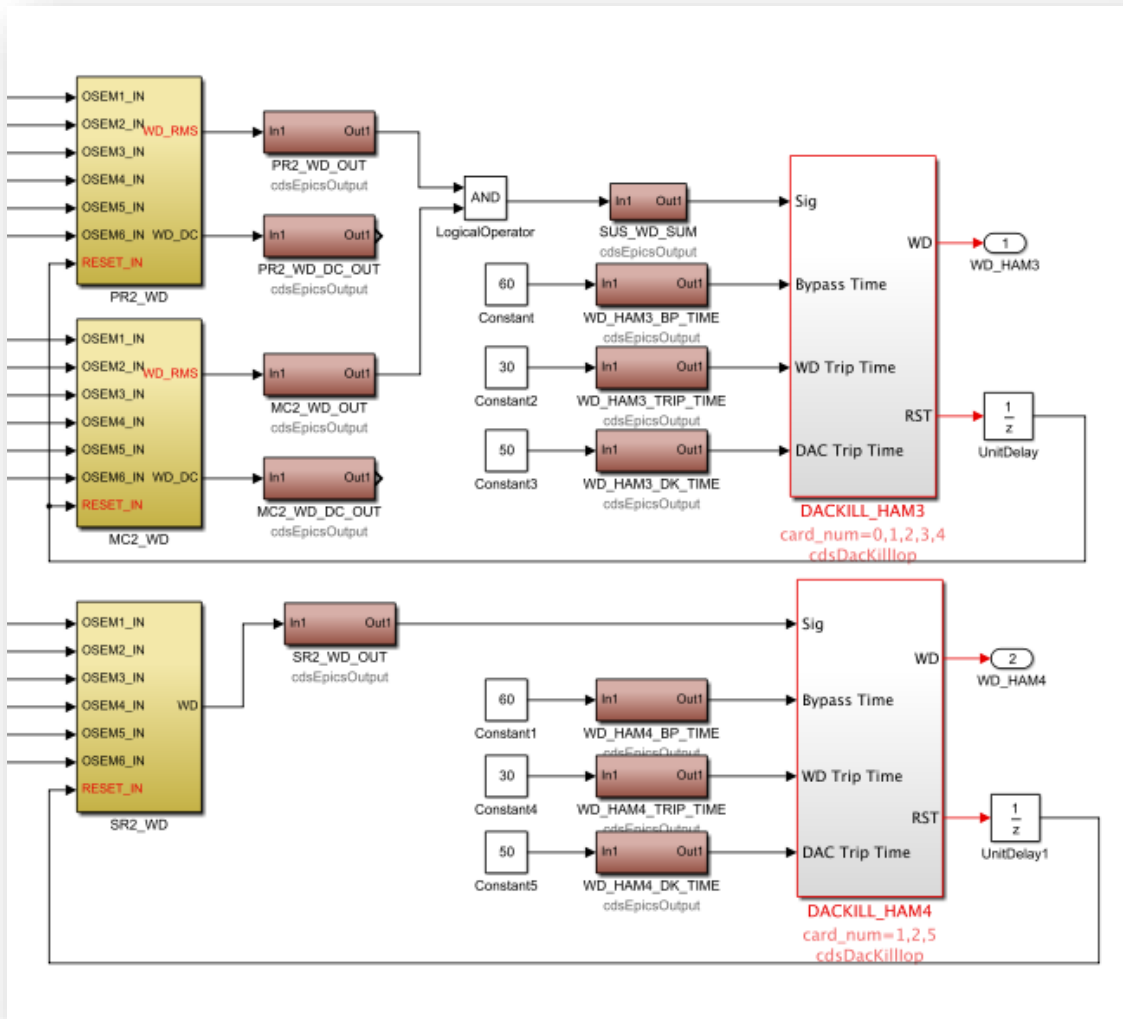 OSEM1_IN
OSEM2_IN
WD_RMS
OSEM3_IN
OSEM4_IN
OSEM5_IN
OSEM6_IN WD_DC
RESET_IN
PR2_WD
In1 Out1
PR2_WD_OUT
cdsEpicsOutput
In1 Out1
PR2_WD_DC_OUT
cdsEpicsOutput
AND
LogicalOperator
In1 Out1
SUS_WD_SUM
cdsEpicsOutput
60
Constant
In1 Out1
WD_HAM3_BP_TIME
cdsEpicsOutput
30
Constant2
In1 Out1
WD_HAM3_TRIP_TIME
cdsEpicsOutput
50
Constant3
In1 Out1
WD_HAM3_DK_TIME
cdsEpicsOutput
Sig
Bypass Time
WD Trip Time
DAC Trip Time
WD
RST
DACKILL_HAM3
card_num=0,1,2,3,4
cdsDacKillIop
1
WD_HAM3
1
z
UnitDelay
OSEM1_IN
OSEM2_IN
WD_RMS
OSEM3_IN
OSEM4_IN
OSEM5_IN
OSEM6_IN WD_DC
RESET_IN
MC2_WD
In1 Out1
MC2_WD_OUT
cdsEpicsOutput
In1 Out1
MC2_WD_DC_OUT
cdsEpicsOutput
OSEM1_IN
OSEM2_IN
OSEM3_IN
OSEM4_IN WD
OSEM5_IN
OSEM6_IN
RESET_IN
SR2_WD
In1 Out1
SR2_WD_OUT
cdsEpicsOutput
60
Constant1
In1 Out1
WD_HAM4_BP_TIME
cdsEpicsOutput
30
Constant4
In1 Out1
WD_HAM4_TRIP_TIME
cdsEpicsOutput
50
Constant5
In1 Out1
WD_HAM4_DK_TIME
cdsEpicsOutput
Sig
Bypass Time
WD Trip Time
DAC Trip Time
WD
RST
DACKILL_HAM4
card_num=1,2,5
cdsDacKillIop
2
WD_HAM4
1
z
UnitDelay1